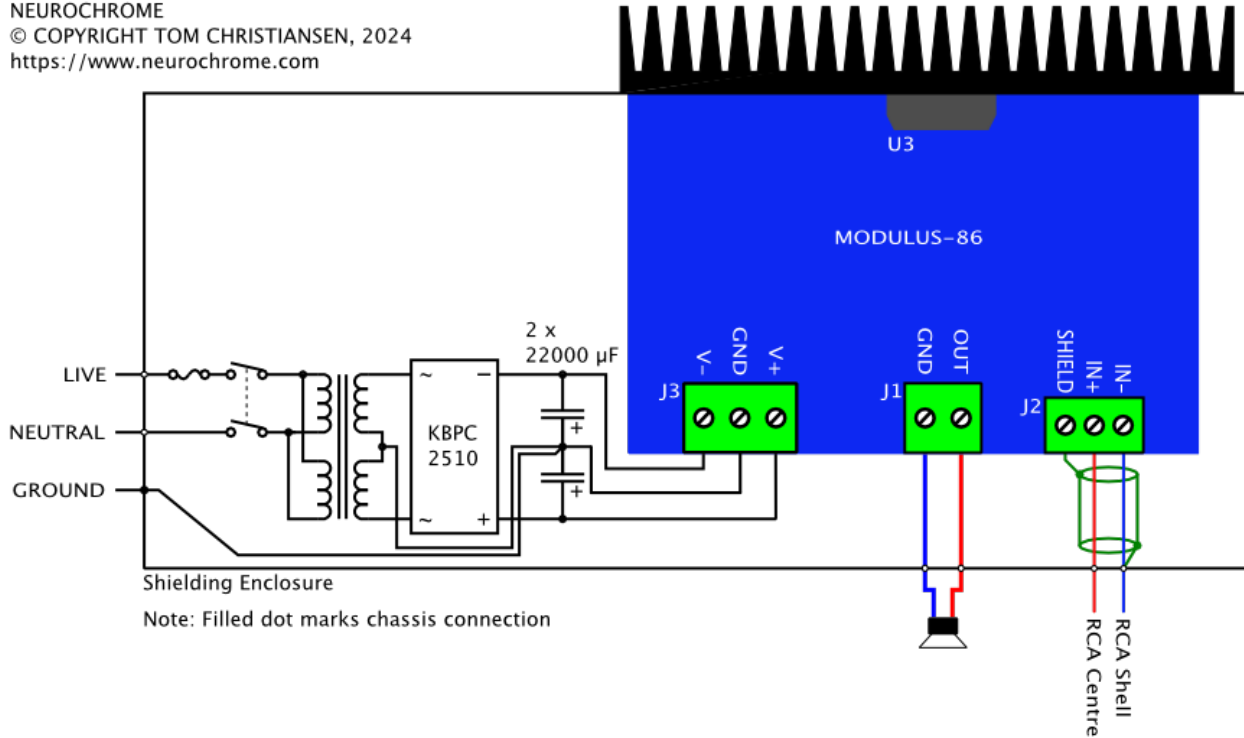 NEUROCHROME
© COPYRIGHT TOM CHRISTIANSEN, 2024
https://www.neurochrome.com
U3
MODULUS-86
2 x
22000 µF
LIVE
NEUTRAL
GROUND
~
−
KBPC
2510
~
+
+
+
J3
V-
GND
V+
J1
GND
OUT
J2
SHIELD
IN+
IN-
Shielding Enclosure
Note: Filled dot marks chassis connection
RCA Centre
RCA Shell